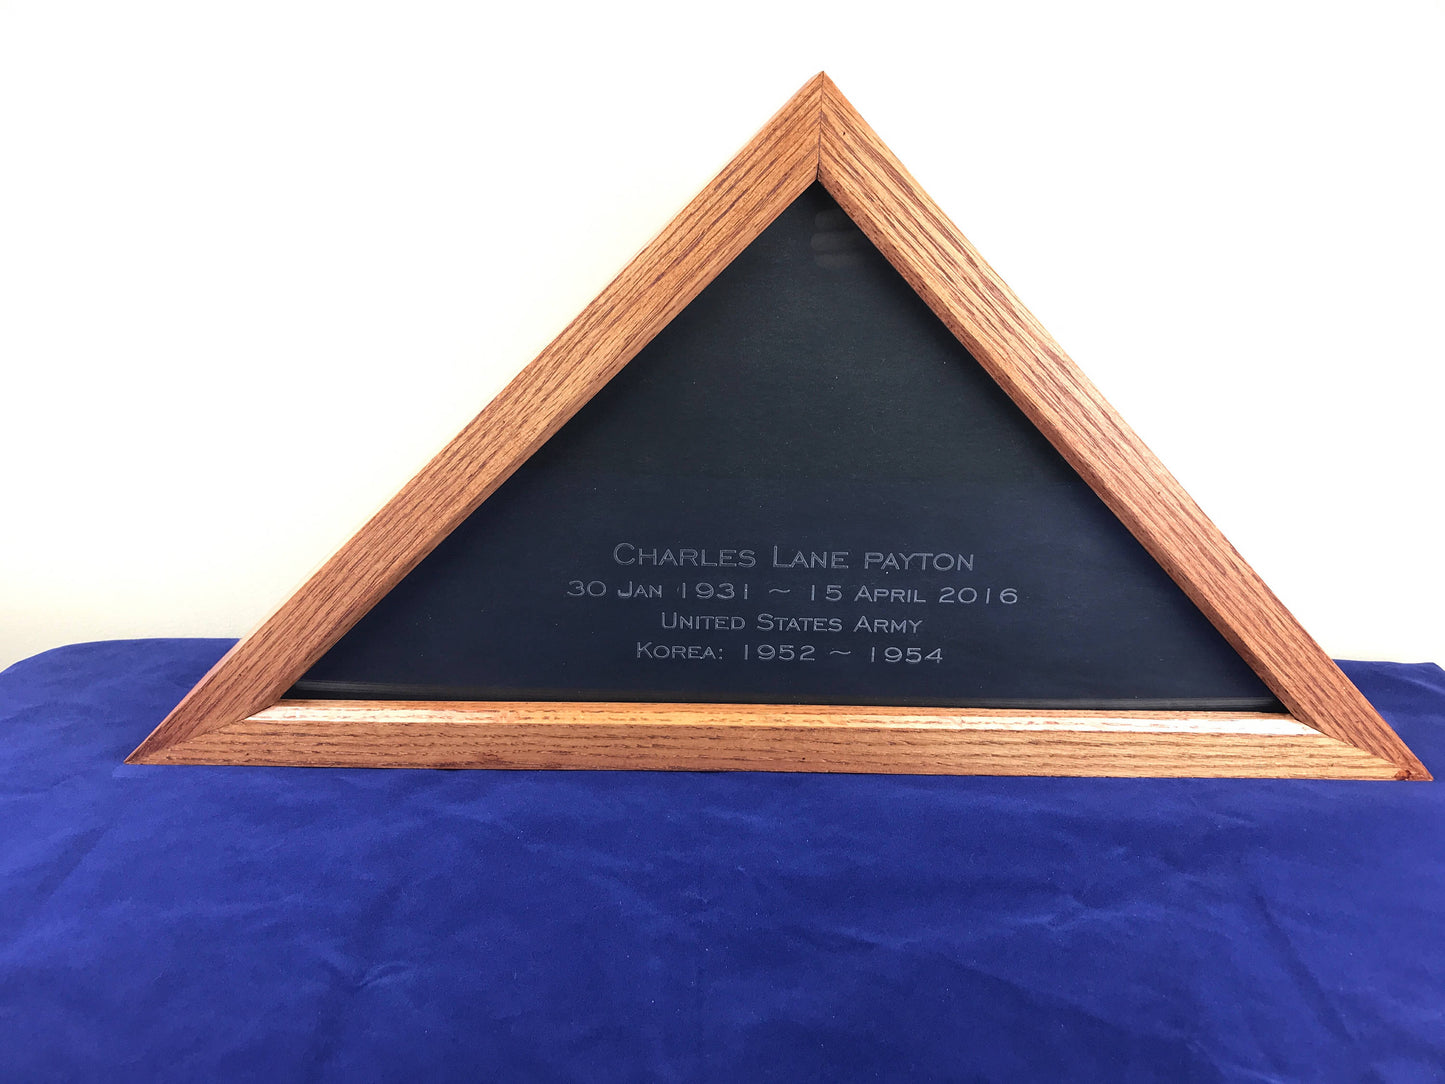 Charles Lane payton
30 Jan 1931 ~ 15 April 2016
United States Army
Korea: 1952 ~ 1954